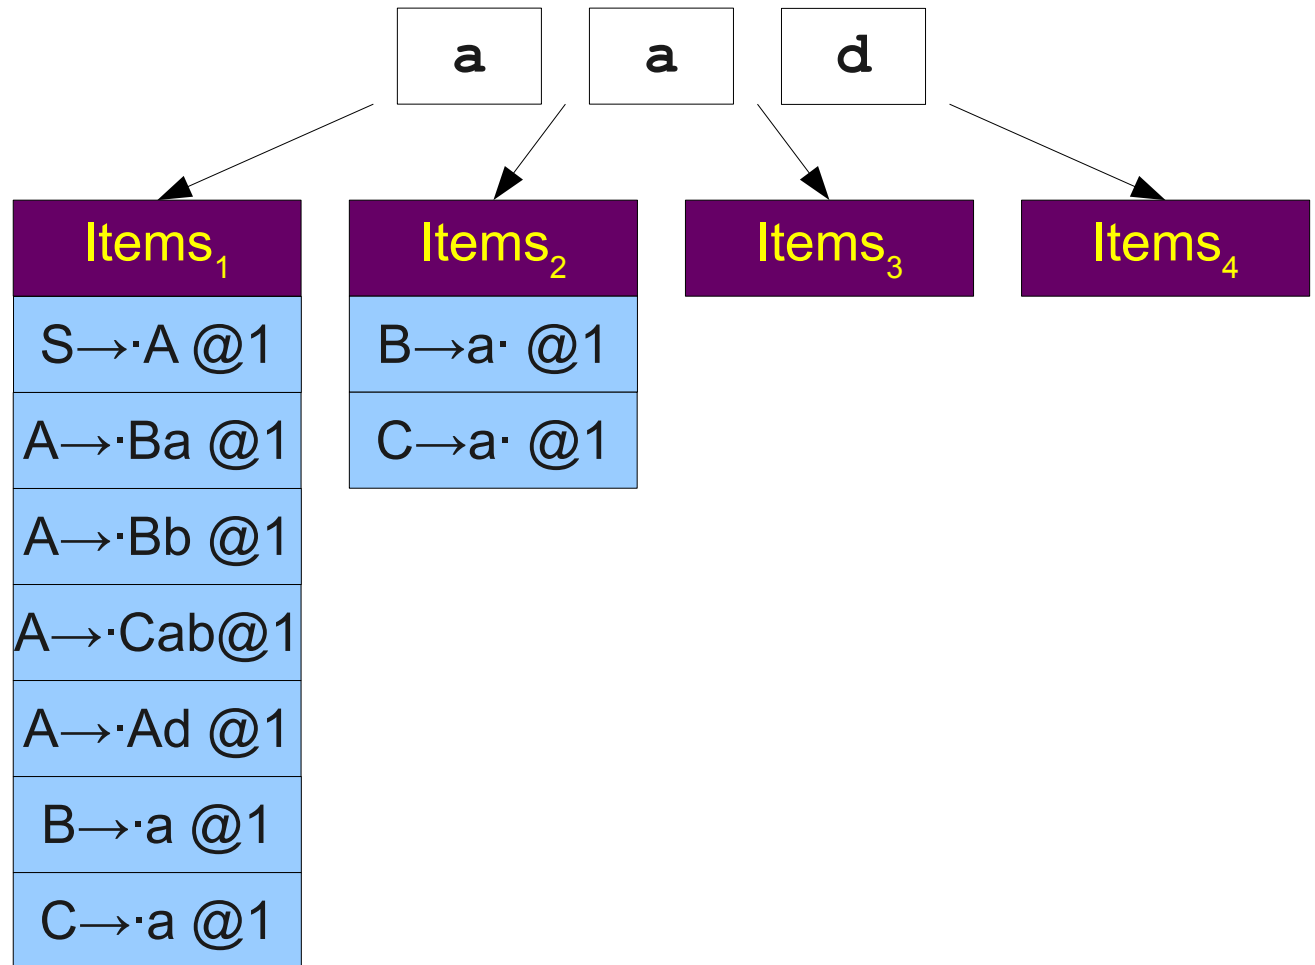 a a d
Items₁ Items₂ Items₃ Items₄
S→·A @1 B→a· @1
A→·Ba @1 C→a· @1
A→·Bb @1
A→·Cab@1
A→·Ad @1
B→·a @1
C→·a @1